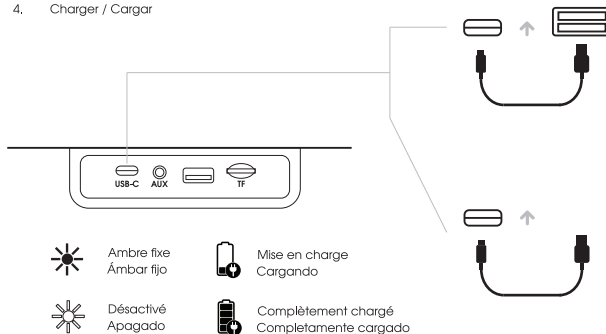 4. Charger / Cargar
USB-C AUX TF
Ambre fixe
Ámbar fijo
Mise en charge
Cargando
Désactivé
Apagado
Complètement chargé
Completamente cargado